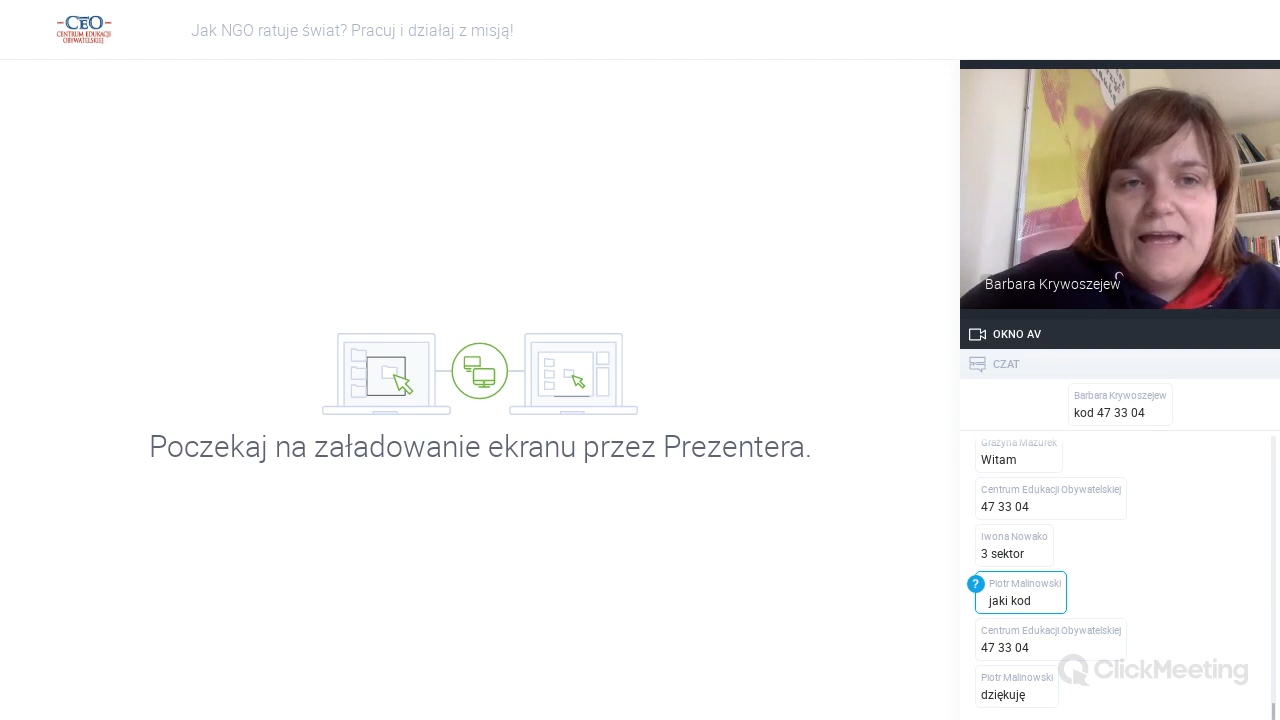 CEO
CENTRUM EDUKACJI
OBYWATELSKIEJ
Jak NGO ratuje świat? Pracuj i działaj z misją!
Poczekaj na załadowanie ekranu przez Prezentera.
Barbara Krywoszejew
OKNO AV
CZAT
Barbara Krywoszejew
kod 47 33 04
Grażyna Mazurek
Witam
Centrum Edukacji Obywatelskiej
47 33 04
Iwona Nowako
3 sektor
?
Piotr Malinowski
jaki kod
Centrum Edukacji Obywatelskiej
47 33 04
Piotr Malinowski
dziękuję
ClickMeeting